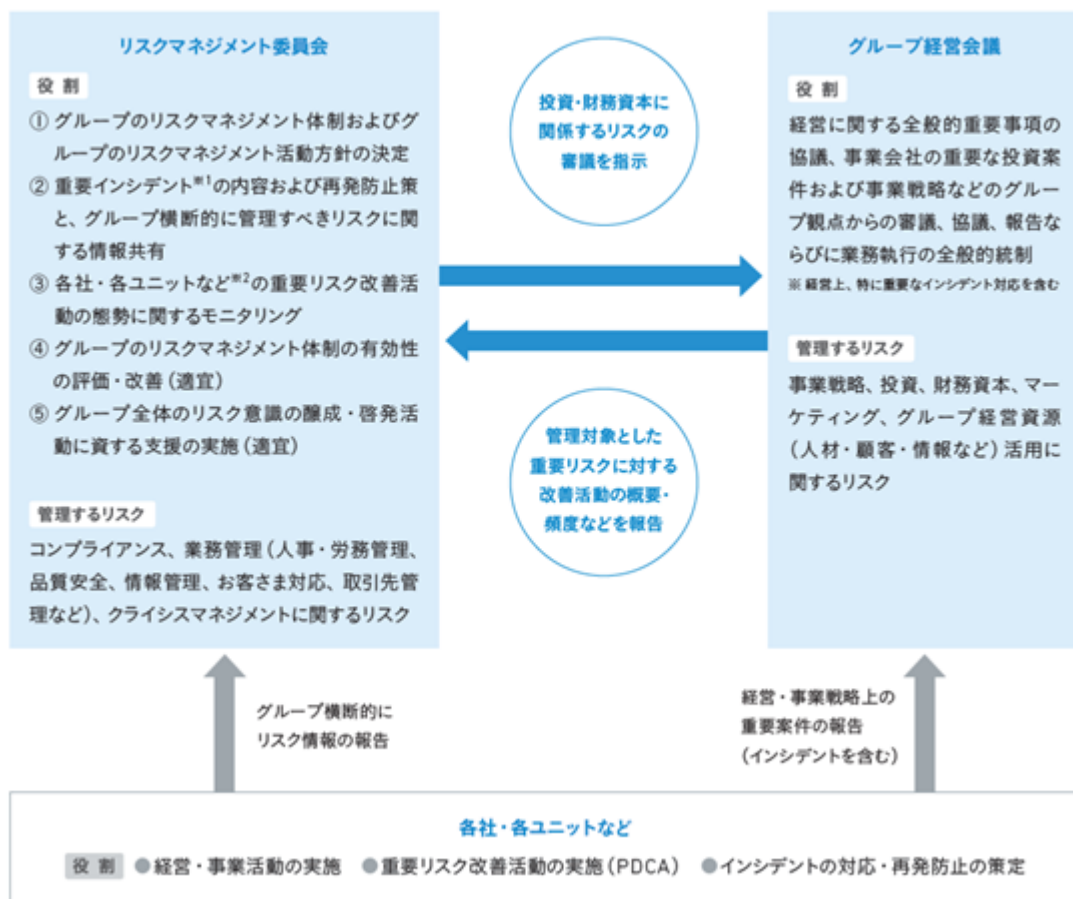 リスクマネジメント委員会
役 割
① グループのリスクマネジメント体制およびグ
ループのリスクマネジメント活動方針の決定
② 重要インシデント※1の内容および再発防止策
と、グループ横断的に管理すべきリスクに関
する情報共有
③ 各社・各ユニットなど※2の重要リスク改善活
動の態勢に関するモニタリング
④ グループのリスクマネジメント体制の有効性
の評価・改善（適宜）
⑤ グループ全体のリスク意識の醸成・啓発活
動に資する支援の実施（適宜）
管理するリスク
コンプライアンス、業務管理（人事・労務管理、
品質安全、情報管理、お客さま対応、取引先管
理など）、クライシスマネジメントに関するリスク
投資・財務資本に
関係するリスクの
審議を指示
管理対象とした
重要リスクに対する
改善活動の概要・
頻度などを報告
グループ経営会議
役 割
経営に関する全般的重要事項の
協議、事業会社の重要な投資案
件および事業戦略などのグルー
プ観点からの審議、協議、報告な
らびに業務執行の全般的統制
※ 経営上、特に重要なインシデント対応を含む
管理するリスク
事業戦略、投資、財務資本、マー
ケティング、グループ経営資源
（人材・顧客・情報など）活用に
関するリスク
グループ横断的に
リスク情報の報告
経営・事業戦略上の
重要案件の報告
（インシデントを含む）
各社・各ユニットなど
役 割 ●経営・事業活動の実施 ●重要リスク改善活動の実施（PDCA） ●インシデントの対応・再発防止の策定